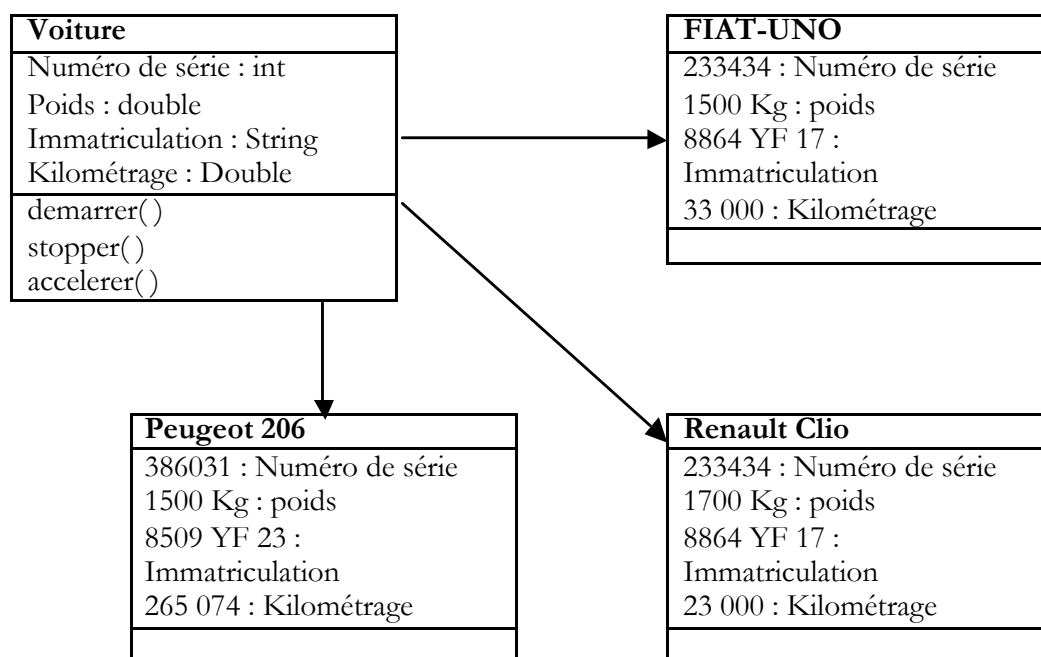 Voiture
Numéro de série : int
Poids : double
Immatriculation : String
Kilométrage : Double
demarrer( )
stopper( )
accelerer( )
FIAT-UNO
233434 : Numéro de série
1500 Kg : poids
8864 YF 17 :
Immatriculation
33 000 : Kilométrage
Peugeot 206
386031 : Numéro de série
1500 Kg : poids
8509 YF 23 :
Immatriculation
265 074 : Kilométrage
Renault Clio
233434 : Numéro de série
1700 Kg : poids
8864 YF 17 :
Immatriculation
23 000 : Kilométrage